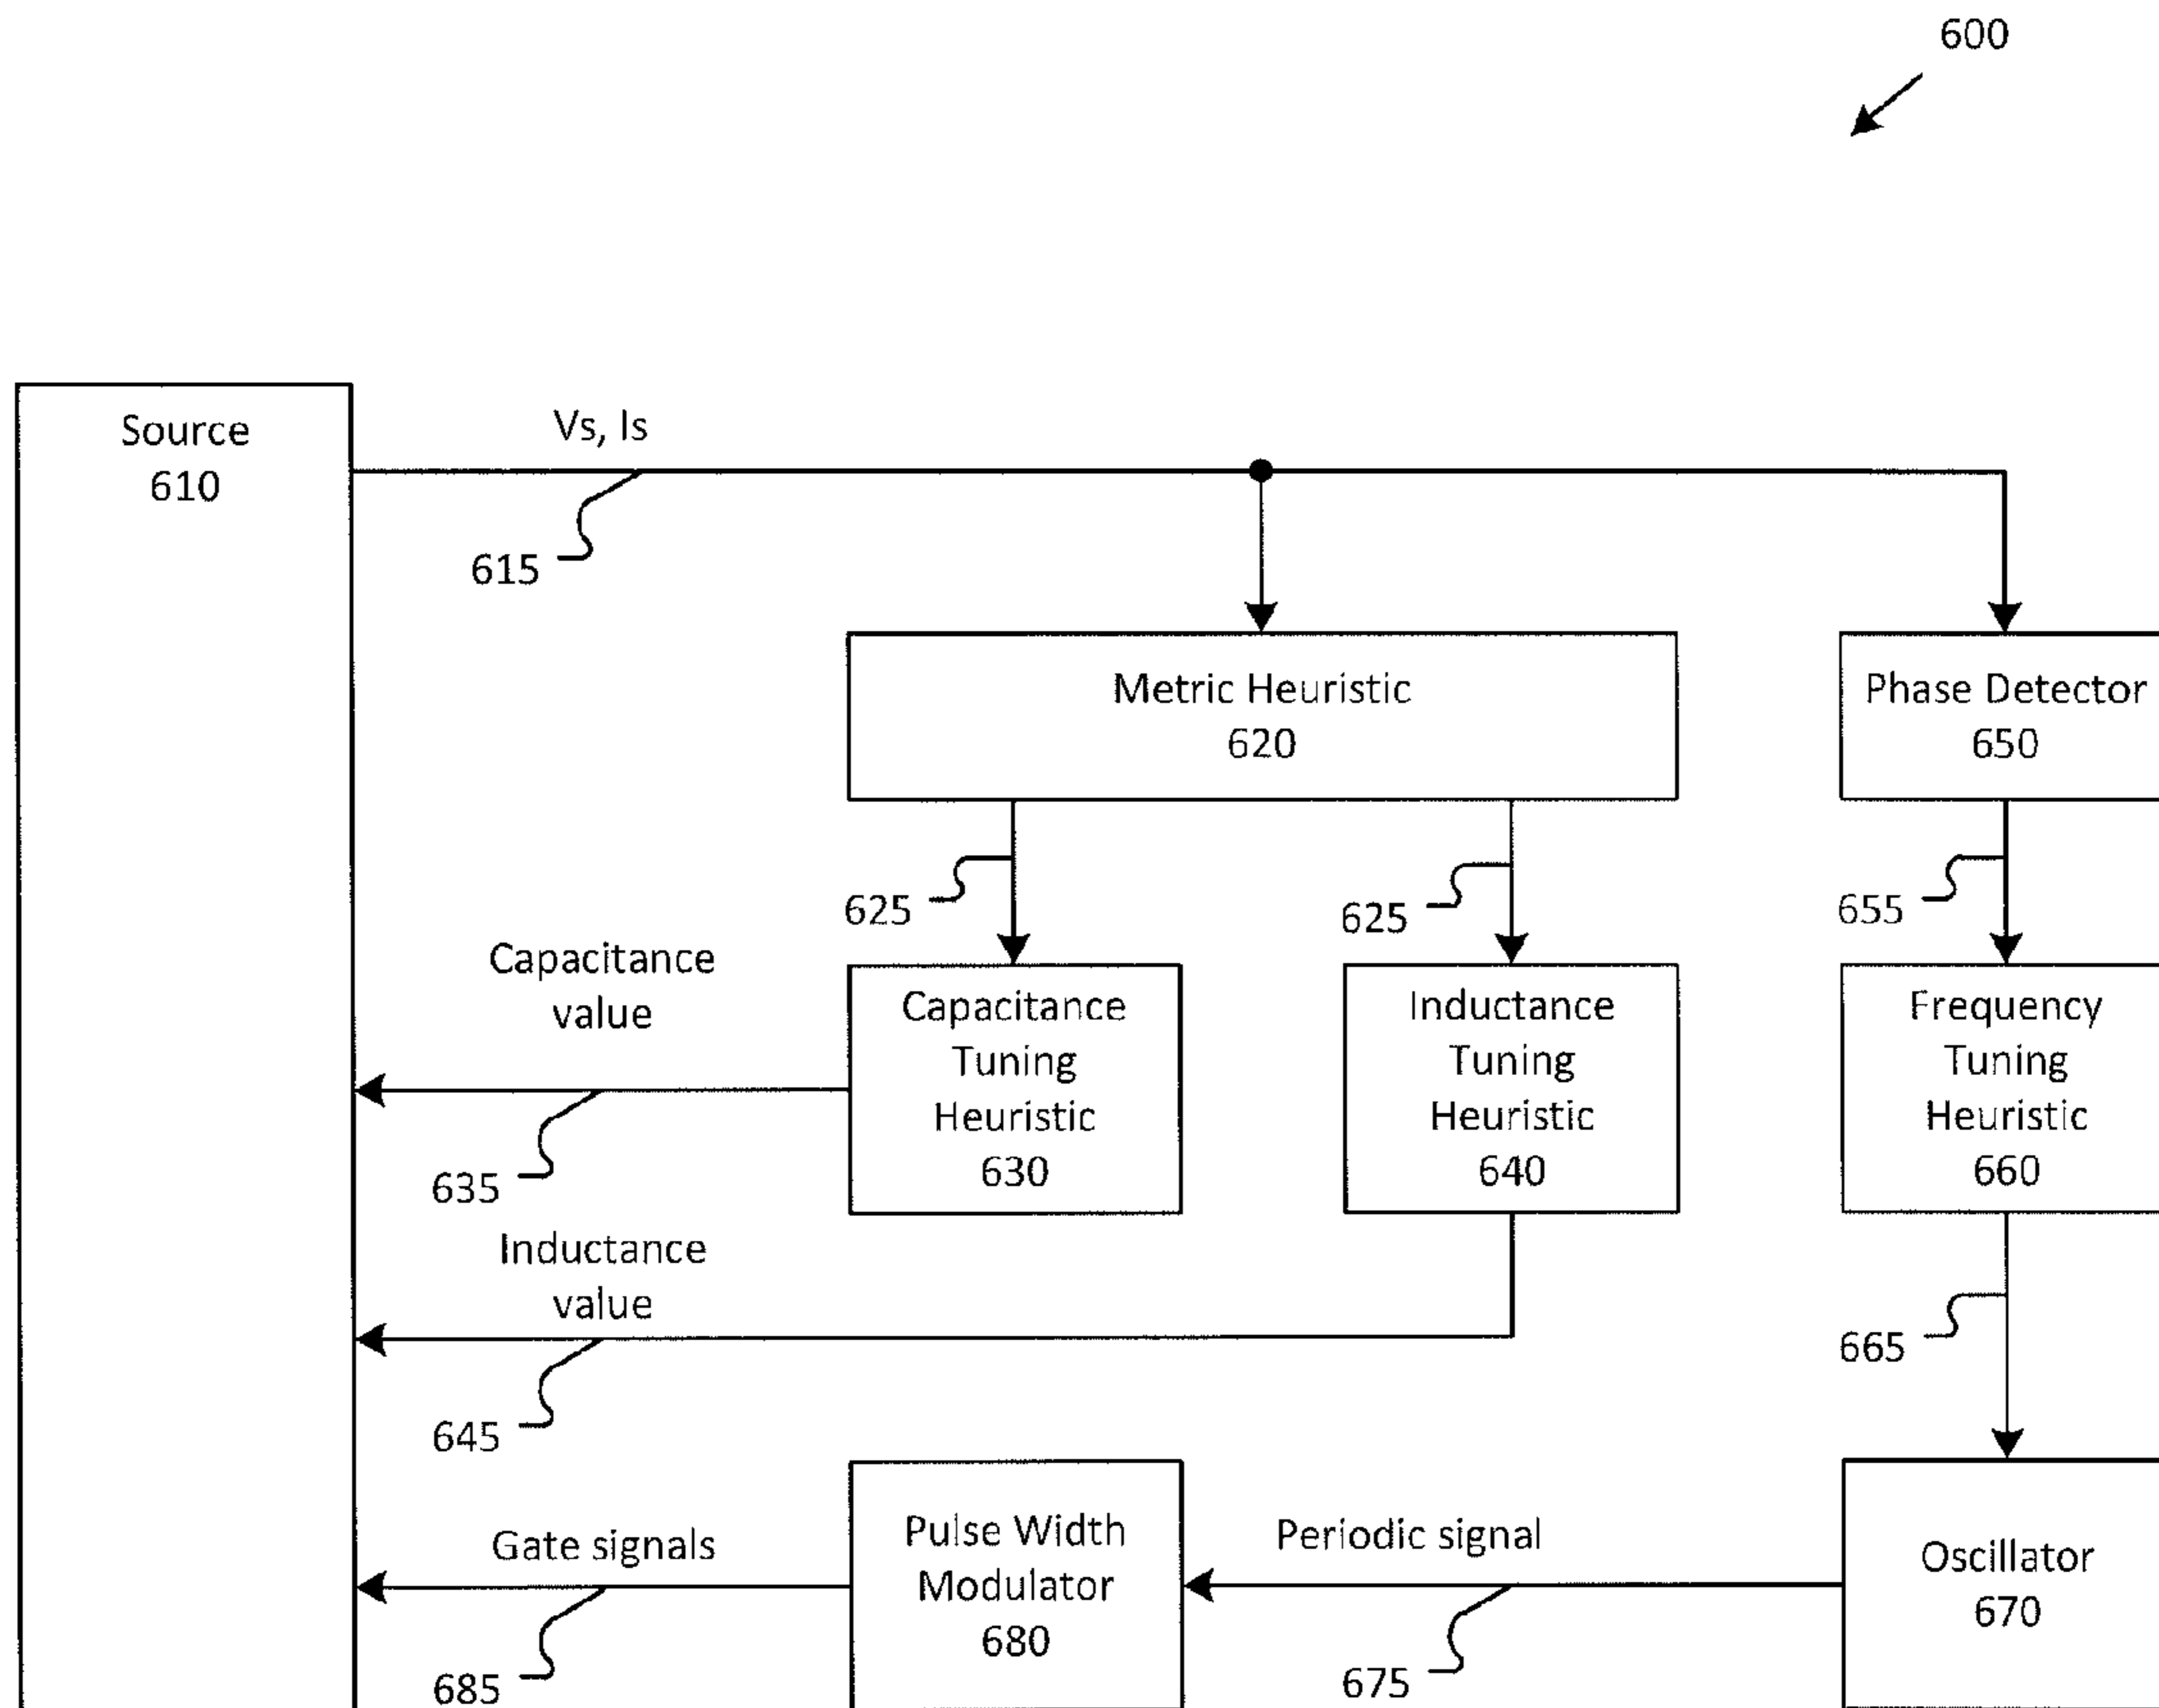 600
Source
610
Vs, Is
615
Metric Heuristic
620
Phase Detector
650
625
625
655
Capacitance
value
Capacitance
Tuning
Heuristic
630
Inductance
Tuning
Heuristic
640
Frequency
Tuning
Heuristic
660
635
Inductance
value
645
665
Gate signals
Pulse Width
Modulator
680
Periodic signal
Oscillator
670
685
675